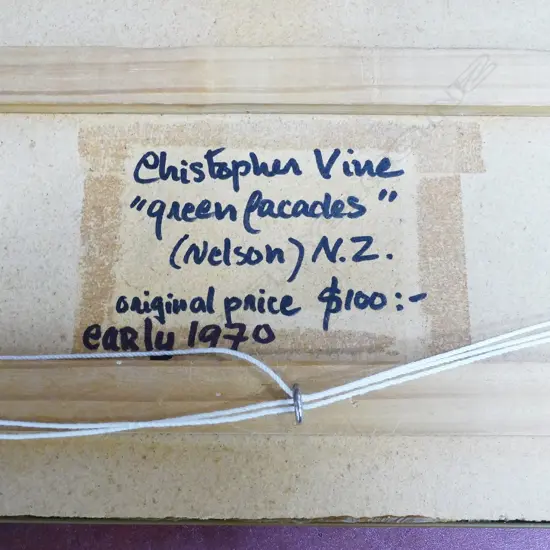 Chistopher Vine
"green facades"
(Nelson) N.Z.
original price $100:-
early 1970